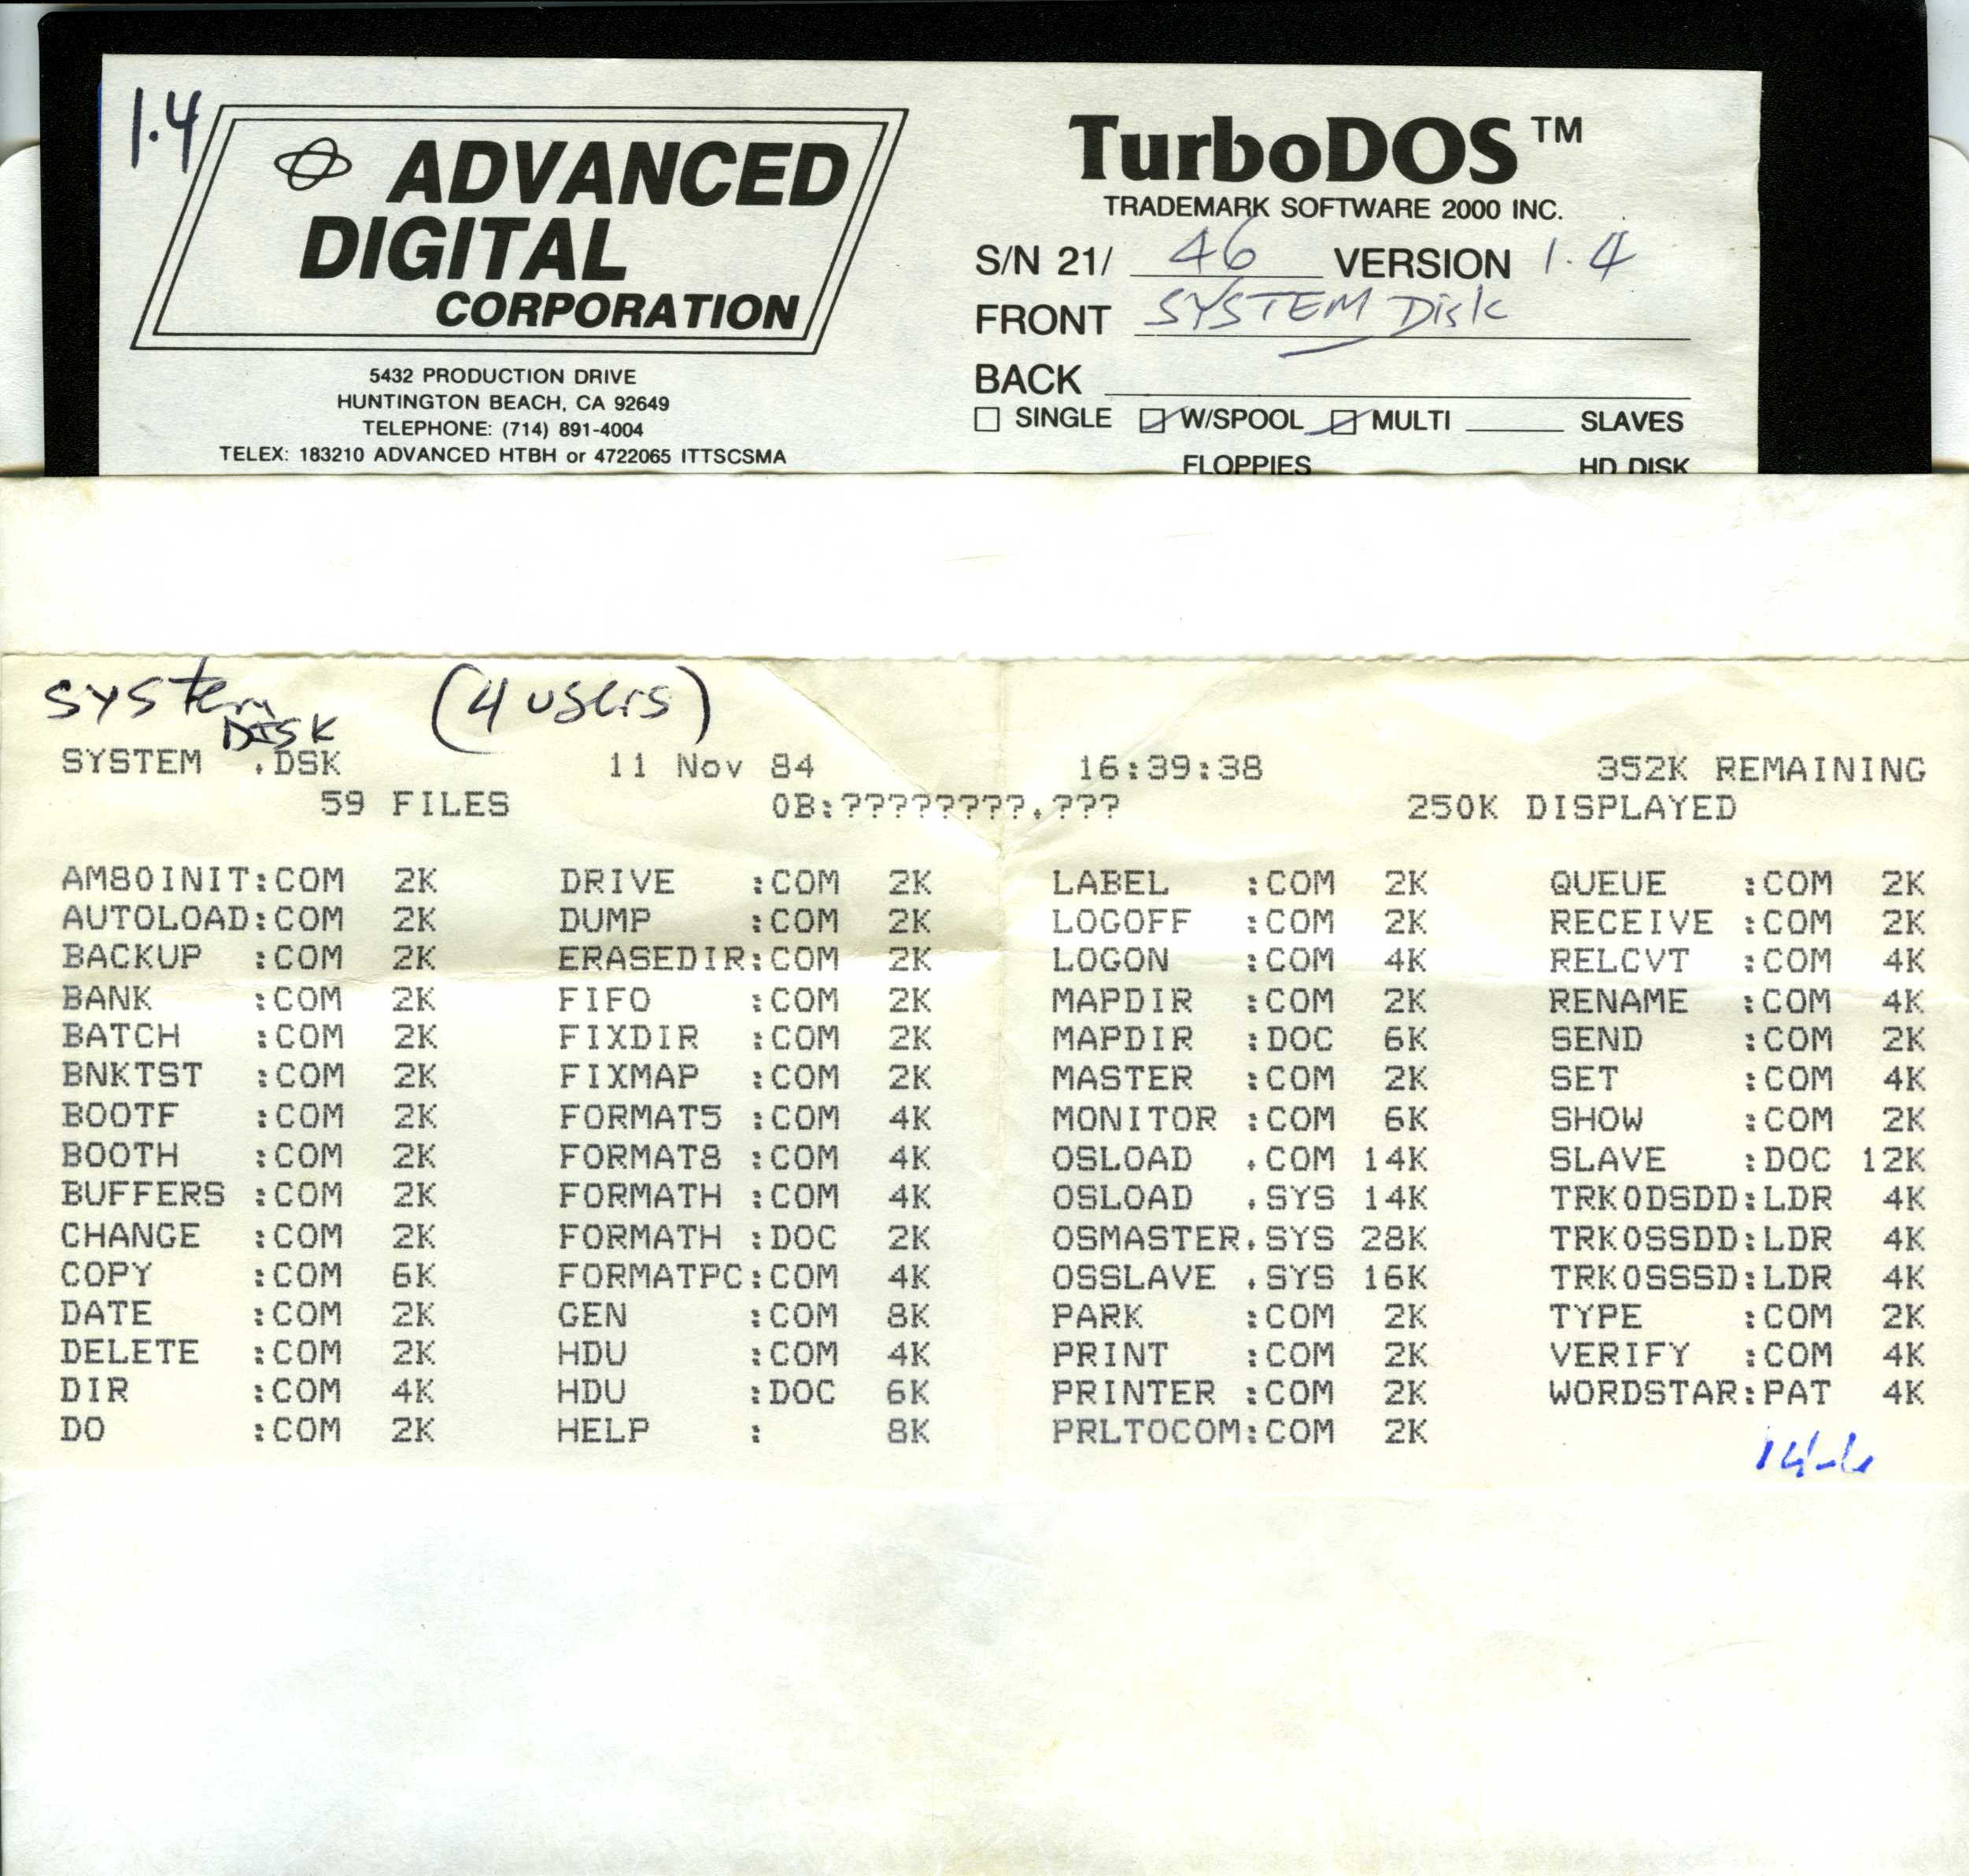 1.4
ADVANCED
DIGITAL
CORPORATION
5432 PRODUCTION DRIVE
HUNTINGTON BEACH, CA 92649
TELEPHONE: (714) 891-4004
TELEX: 183210 ADVANCED HTBH or 4722065 ITTSCSMA
TurboDOS™
TRADEMARK SOFTWARE 2000 INC.
S/N 21/ 46 VERSION 1.4
FRONT SYSTEM Disk
BACK
SINGLE W/SPOOL MULTI SLAVES
FLOPPIES HD DISK
System DISK (4 users)
SYSTEM .DSK 11 Nov 84 16:39:38 352K REMAINING
59 FILES 0B:????????.??? 250K DISPLAYED
AM80INIT:COM 2K DRIVE :COM 2K LABEL :COM 2K QUEUE :COM 2K
AUTOLOAD:COM 2K DUMP :COM 2K LOGOFF :COM 2K RECEIVE :COM 2K
BACKUP :COM 2K ERASEDIR:COM 2K LOGON :COM 4K RELCVT :COM 4K
BANK :COM 2K FIFO :COM 2K MAPDIR :COM 2K RENAME :COM 4K
BATCH :COM 2K FIXDIR :COM 2K MAPDIR :DOC 6K SEND :COM 2K
BNKTST :COM 2K FIXMAP :COM 2K MASTER :COM 2K SET :COM 4K
BOOTF :COM 2K FORMAT5 :COM 4K MONITOR :COM 6K SHOW :COM 2K
BOOTH :COM 2K FORMAT8 :COM 4K OSLOAD .COM 14K SLAVE :DOC 12K
BUFFERS :COM 2K FORMATH :COM 4K OSLOAD .SYS 14K TRK0DSDD:LDR 4K
CHANGE :COM 2K FORMATH :DOC 2K OSMASTER.SYS 28K TRK0SSDD:LDR 4K
COPY :COM 6K FORMATPC:COM 4K OSSLAVE .SYS 16K TRK0SSSD:LDR 4K
DATE :COM 2K GEN :COM 8K PARK :COM 2K TYPE :COM 2K
DELETE :COM 2K HDU :COM 4K PRINT :COM 2K VERIFY :COM 4K
DIR :COM 4K HDU :DOC 6K PRINTER :COM 2K WORDSTAR:PAT 4K
DO :COM 2K HELP : 8K PRLTOCOM:COM 2K